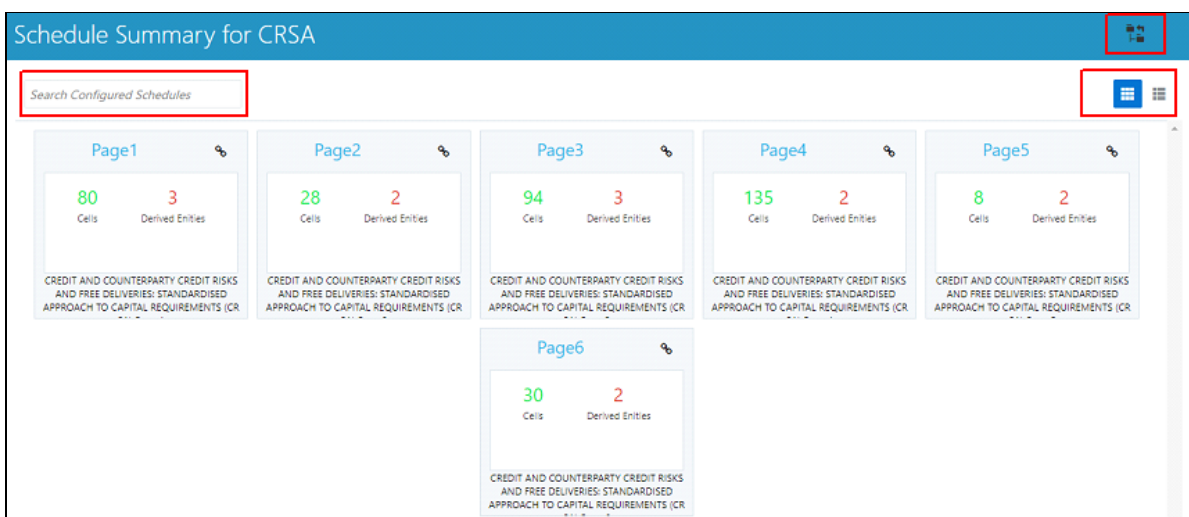 Schedule Summary for CRSA
Search Configured Schedules
Page1
80 3
Cells Derived Enities
CREDIT AND COUNTERPARTY CREDIT RISKS
AND FREE DELIVERIES: STANDARDISED
APPROACH TO CAPITAL REQUIREMENTS (CR
Page2
28 2
Cells Derived Enities
CREDIT AND COUNTERPARTY CREDIT RISKS
AND FREE DELIVERIES: STANDARDISED
APPROACH TO CAPITAL REQUIREMENTS (CR
Page3
94 3
Cells Derived Enities
CREDIT AND COUNTERPARTY CREDIT RISKS
AND FREE DELIVERIES: STANDARDISED
APPROACH TO CAPITAL REQUIREMENTS (CR
Page4
135 2
Cells Derived Enities
CREDIT AND COUNTERPARTY CREDIT RISKS
AND FREE DELIVERIES: STANDARDISED
APPROACH TO CAPITAL REQUIREMENTS (CR
Page5
8 2
Cells Derived Enities
CREDIT AND COUNTERPARTY CREDIT RISKS
AND FREE DELIVERIES: STANDARDISED
APPROACH TO CAPITAL REQUIREMENTS (CR
Page6
30 2
Cells Derived Enities
CREDIT AND COUNTERPARTY CREDIT RISKS
AND FREE DELIVERIES: STANDARDISED
APPROACH TO CAPITAL REQUIREMENTS (CR